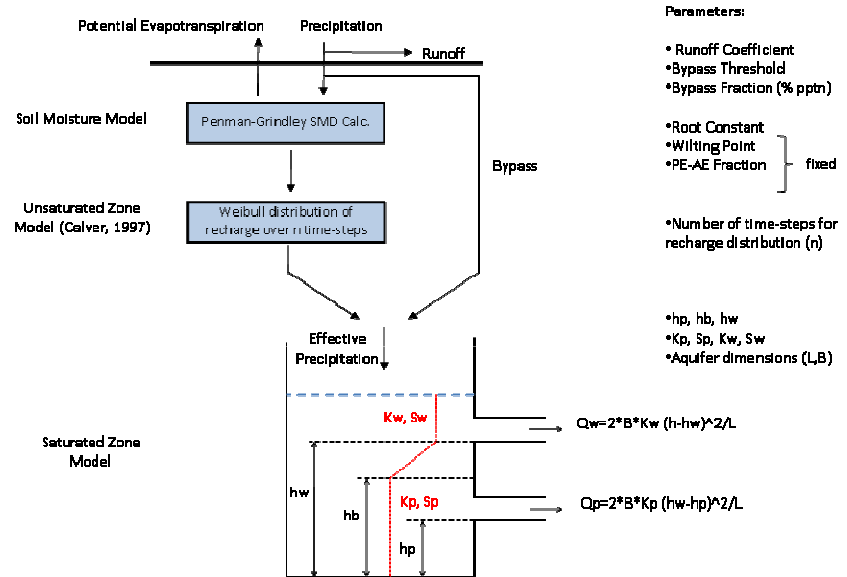 Potential Evapotranspiration
Precipitation
Runoff
Soil Moisture Model
Penman-Grindley SMD Calc.
Bypass
Unsaturated Zone
Model (Calver, 1997)
Weibull distribution of
recharge over n time-steps
Effective
Precipitation
Kw, Sw
Qw=2*B*Kw (h-hw)^2/L
Saturated Zone
Model
hw
hb
Kp, Sp
hp
Qp=2*B*Kp (hw-hp)^2/L
Parameters:
•Runoff Coefficient
•Bypass Threshold
•Bypass Fraction (% pptn)
•Root Constant
•Wilting Point
•PE-AE Fraction
fixed
•Number of time-steps for
recharge distribution (n)
•hp, hb, hw
•Kp, Sp, Kw, Sw
•Aquifer dimensions (L,B)